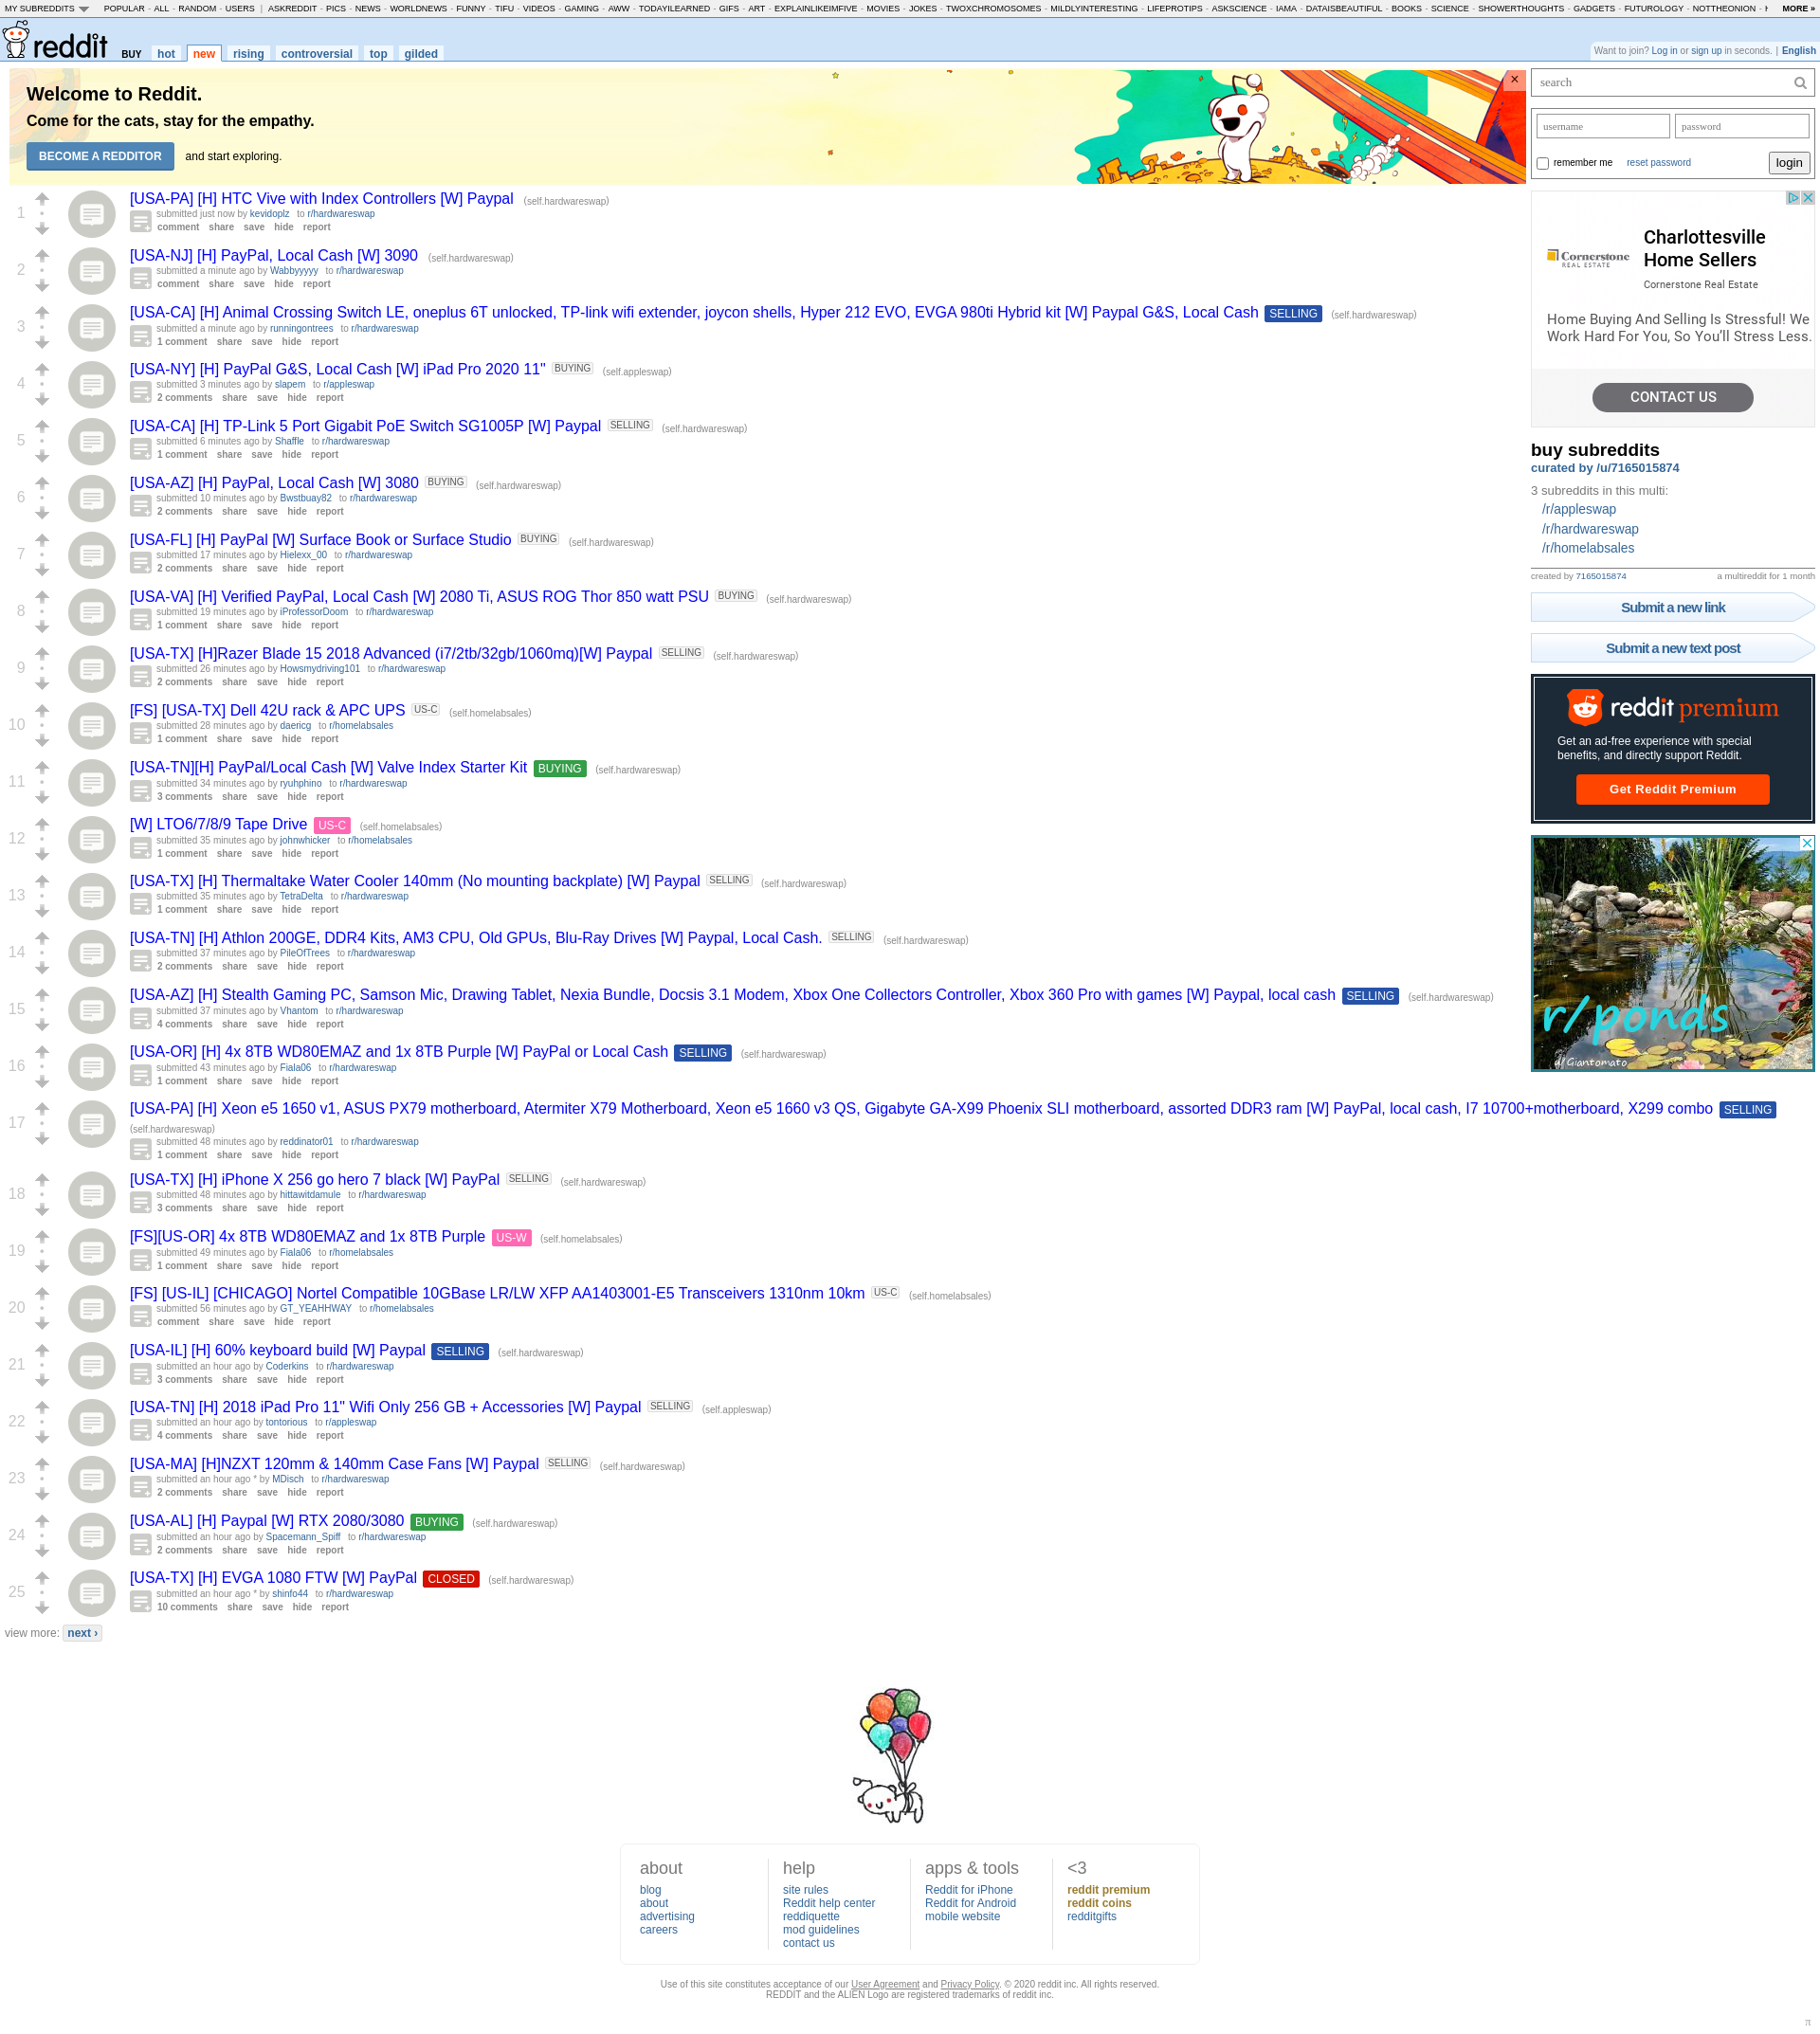 MY SUBREDDITS POPULAR - ALL - RANDOM - USERS | ASKREDDIT - PICS - NEWS - WORLDNEWS - FUNNY - TIFU - VIDEOS - GAMING - AWW - TODAYILEARNED - GIFS - ART - EXPLAINLIKEIMFIVE - MOVIES - JOKES - TWOXCHROMOSOMES - MILDLYINTERESTING - LIFEPROTIPS - ASKSCIENCE - IAMA - DATAISBEAUTIFUL - BOOKS - SCIENCE - SHOWERTHOUGHTS - GADGETS - FUTUROLOGY - NOTTHEONION - MORE »
reddit BUY hot new rising controversial top gilded
Want to join? Log in or sign up in seconds. | English
Welcome to Reddit.
Come for the cats, stay for the empathy.
BECOME A REDDITOR and start exploring.
×
1
[USA-PA] [H] HTC Vive with Index Controllers [W] Paypal (self.hardwareswap)
submitted just now by kevidoplz to r/hardwareswap
comment share save hide report
2
[USA-NJ] [H] PayPal, Local Cash [W] 3090 (self.hardwareswap)
submitted a minute ago by Wabbyyyyy to r/hardwareswap
comment share save hide report
3
[USA-CA] [H] Animal Crossing Switch LE, oneplus 6T unlocked, TP-link wifi extender, joycon shells, Hyper 212 EVO, EVGA 980ti Hybrid kit [W] Paypal G&S, Local Cash SELLING (self.hardwareswap)
submitted a minute ago by runningontrees to r/hardwareswap
1 comment share save hide report
4
[USA-NY] [H] PayPal G&S, Local Cash [W] iPad Pro 2020 11" BUYING (self.appleswap)
submitted 3 minutes ago by slapem to r/appleswap
2 comments share save hide report
5
[USA-CA] [H] TP-Link 5 Port Gigabit PoE Switch SG1005P [W] Paypal SELLING (self.hardwareswap)
submitted 6 minutes ago by Shaffle to r/hardwareswap
1 comment share save hide report
6
[USA-AZ] [H] PayPal, Local Cash [W] 3080 BUYING (self.hardwareswap)
submitted 10 minutes ago by Bwstbuay82 to r/hardwareswap
2 comments share save hide report
7
[USA-FL] [H] PayPal [W] Surface Book or Surface Studio BUYING (self.hardwareswap)
submitted 17 minutes ago by Hielexx_00 to r/hardwareswap
2 comments share save hide report
8
[USA-VA] [H] Verified PayPal, Local Cash [W] 2080 Ti, ASUS ROG Thor 850 watt PSU BUYING (self.hardwareswap)
submitted 19 minutes ago by iProfessorDoom to r/hardwareswap
1 comment share save hide report
9
[USA-TX] [H]Razer Blade 15 2018 Advanced (i7/2tb/32gb/1060mq)[W] Paypal SELLING (self.hardwareswap)
submitted 26 minutes ago by Howsmydriving101 to r/hardwareswap
2 comments share save hide report
10
[FS] [USA-TX] Dell 42U rack & APC UPS US-C (self.homelabsales)
submitted 28 minutes ago by daericg to r/homelabsales
1 comment share save hide report
11
[USA-TN][H] PayPal/Local Cash [W] Valve Index Starter Kit BUYING (self.hardwareswap)
submitted 34 minutes ago by ryuhphino to r/hardwareswap
3 comments share save hide report
12
[W] LTO6/7/8/9 Tape Drive US-C (self.homelabsales)
submitted 35 minutes ago by johnwhicker to r/homelabsales
1 comment share save hide report
13
[USA-TX] [H] Thermaltake Water Cooler 140mm (No mounting backplate) [W] Paypal SELLING (self.hardwareswap)
submitted 35 minutes ago by TetraDelta to r/hardwareswap
1 comment share save hide report
14
[USA-TN] [H] Athlon 200GE, DDR4 Kits, AM3 CPU, Old GPUs, Blu-Ray Drives [W] Paypal, Local Cash. SELLING (self.hardwareswap)
submitted 37 minutes ago by PileOfTrees to r/hardwareswap
2 comments share save hide report
15
[USA-AZ] [H] Stealth Gaming PC, Samson Mic, Drawing Tablet, Nexia Bundle, Docsis 3.1 Modem, Xbox One Collectors Controller, Xbox 360 Pro with games [W] Paypal, local cash SELLING (self.hardwareswap)
submitted 37 minutes ago by Vhantom to r/hardwareswap
4 comments share save hide report
16
[USA-OR] [H] 4x 8TB WD80EMAZ and 1x 8TB Purple [W] PayPal or Local Cash SELLING (self.hardwareswap)
submitted 43 minutes ago by Fiala06 to r/hardwareswap
1 comment share save hide report
17
[USA-PA] [H] Xeon e5 1650 v1, ASUS PX79 motherboard, Atermiter X79 Motherboard, Xeon e5 1660 v3 QS, Gigabyte GA-X99 Phoenix SLI motherboard, assorted DDR3 ram [W] PayPal, local cash, I7 10700+motherboard, X299 combo SELLING
(self.hardwareswap)
submitted 48 minutes ago by reddinator01 to r/hardwareswap
1 comment share save hide report
18
[USA-TX] [H] iPhone X 256 go hero 7 black [W] PayPal SELLING (self.hardwareswap)
submitted 48 minutes ago by hittawitdamule to r/hardwareswap
3 comments share save hide report
19
[FS][US-OR] 4x 8TB WD80EMAZ and 1x 8TB Purple US-W (self.homelabsales)
submitted 49 minutes ago by Fiala06 to r/homelabsales
1 comment share save hide report
20
[FS] [US-IL] [CHICAGO] Nortel Compatible 10GBase LR/LW XFP AA1403001-E5 Transceivers 1310nm 10km US-C (self.homelabsales)
submitted 56 minutes ago by GT_YEAHHWAY to r/homelabsales
comment share save hide report
21
[USA-IL] [H] 60% keyboard build [W] Paypal SELLING (self.hardwareswap)
submitted an hour ago by Coderkins to r/hardwareswap
3 comments share save hide report
22
[USA-TN] [H] 2018 iPad Pro 11" Wifi Only 256 GB + Accessories [W] Paypal SELLING (self.appleswap)
submitted an hour ago by tontorious to r/appleswap
4 comments share save hide report
23
[USA-MA] [H]NZXT 120mm & 140mm Case Fans [W] Paypal SELLING (self.hardwareswap)
submitted an hour ago * by MDisch to r/hardwareswap
2 comments share save hide report
24
[USA-AL] [H] Paypal [W] RTX 2080/3080 BUYING (self.hardwareswap)
submitted an hour ago by Spacemann_Spiff to r/hardwareswap
2 comments share save hide report
25
[USA-TX] [H] EVGA 1080 FTW [W] PayPal CLOSED (self.hardwareswap)
submitted an hour ago * by shinfo44 to r/hardwareswap
10 comments share save hide report
view more: next ›
search
username password
remember me reset password login
Cornerstone
REAL ESTATE
Charlottesville
Home Sellers
Cornerstone Real Estate
Home Buying And Selling Is Stressful! We
Work Hard For You, So You'll Stress Less.
CONTACT US
buy subreddits
curated by /u/7165015874
3 subreddits in this multi:
/r/appleswap
/r/hardwareswap
/r/homelabsales
created by 7165015874 a multireddit for 1 month
Submit a new link
Submit a new text post
reddit premium
Get an ad-free experience with special
benefits, and directly support Reddit.
Get Reddit Premium
r/ponds
u/Giantomato
about
blog
about
advertising
careers
help
site rules
Reddit help center
reddiquette
mod guidelines
contact us
apps & tools
Reddit for iPhone
Reddit for Android
mobile website
<3
reddit premium
reddit coins
redditgifts
Use of this site constitutes acceptance of our User Agreement and Privacy Policy. © 2020 reddit inc. All rights reserved.
REDDIT and the ALIEN Logo are registered trademarks of reddit inc.
π